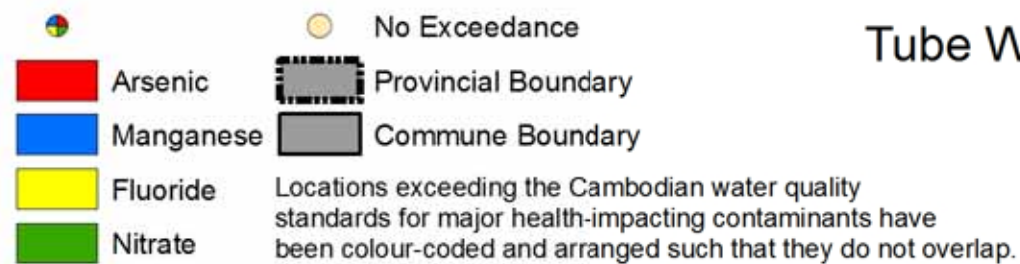 No Exceedance
Tube W
Arsenic
Provincial Boundary
Manganese
Commune Boundary
Fluoride
Nitrate
Locations exceeding the Cambodian water quality
standards for major health-impacting contaminants have
been colour-coded and arranged such that they do not overlap.